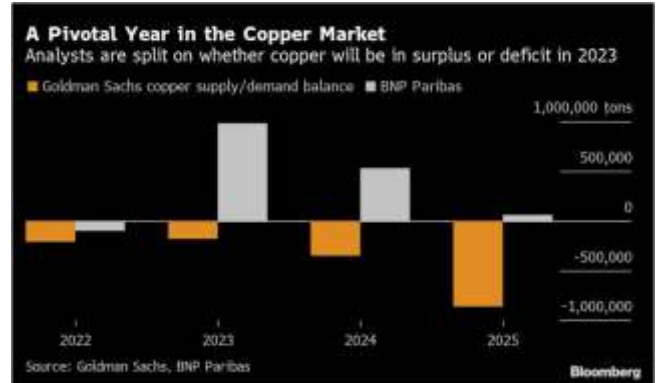 A Pivotal Year in the Copper Market
Analysts are split on whether copper will be in surplus or deficit in 2023
Goldman Sachs copper supply/demand balance BNP Paribas
1,000,000 tons
500,000
0
-500,000
-1,000,000
2022 2023 2024 2025
Source: Goldman Sachs, BNP Paribas
Bloomberg